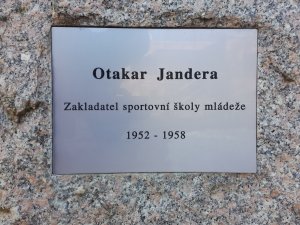 Otakar Jandera
Zakladatel sportovní školy mládeže
1952 - 1958